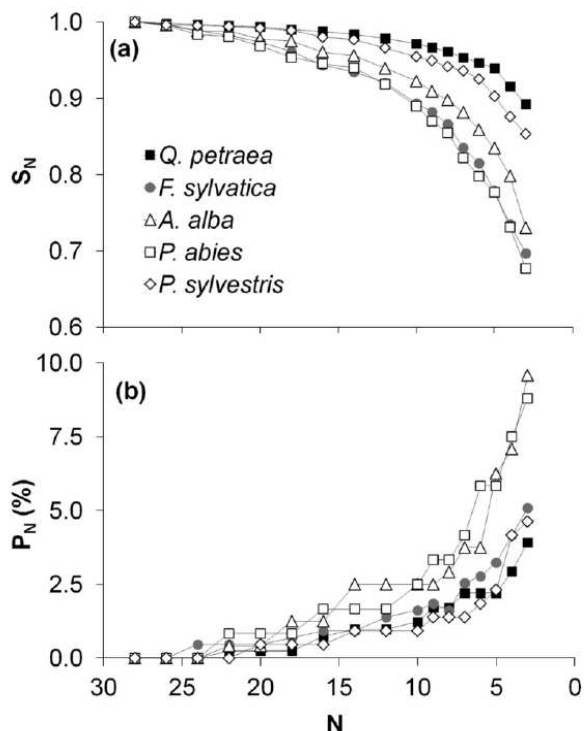 1.0
(a)
0.9
0.8
0.7
0.6
S_N
Q. petraea
F. sylvatica
A. alba
P. abies
P. sylvestris
10.0
(b)
7.5
5.0
2.5
0.0
P_N (%)
30 25 20 15 10 5 0
N